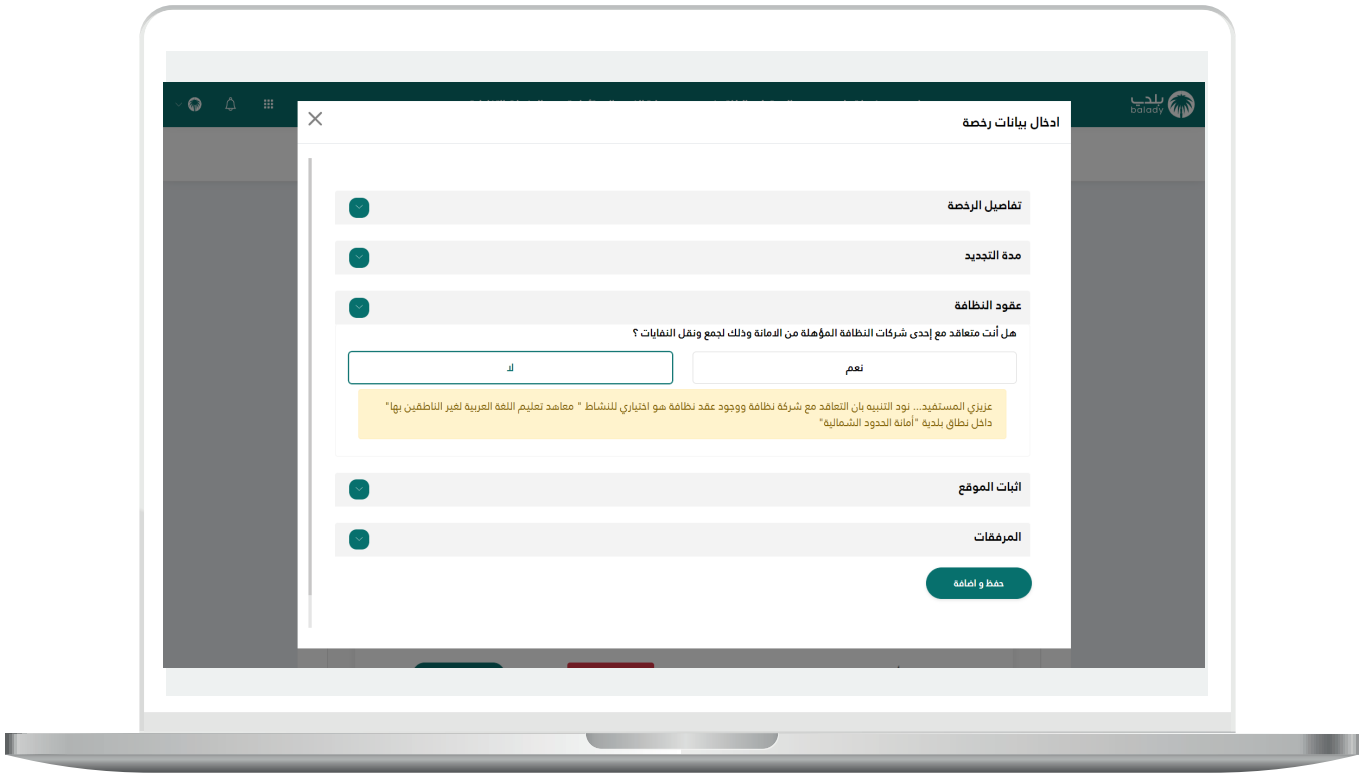 بلدي
balady
ادخال بيانات رخصة
تفاصيل الرخصة
مدة التجديد
عقود النظافة
هل أنت متعاقد مع إحدى شركات النظافة المؤهلة من الامانة وذلك لجمع ونقل النفايات ؟
نعم
لا
عزيزي المستفيد... نود التنبيه بان التعاقد مع شركة نظافة ووجود عقد نظافة هو اختياري للنشاط " معاهد تعليم اللغة العربية لغير الناطقين بها"
داخل نطاق بلدية "أمانة الحدود الشمالية"
اثبات الموقع
المرفقات
حفظ و اضافة